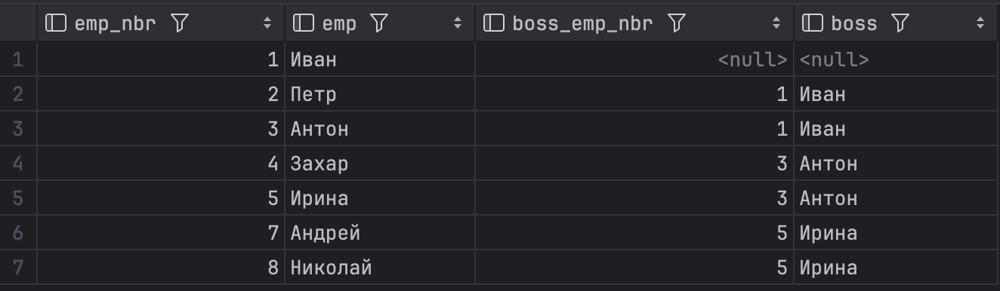 emp_nbr emp boss_emp_nbr boss
1 1 Иван <null> <null>
2 2 Петр 1 Иван
3 3 Антон 1 Иван
4 4 Захар 3 Антон
5 5 Ирина 3 Антон
6 7 Андрей 5 Ирина
7 8 Николай 5 Ирина